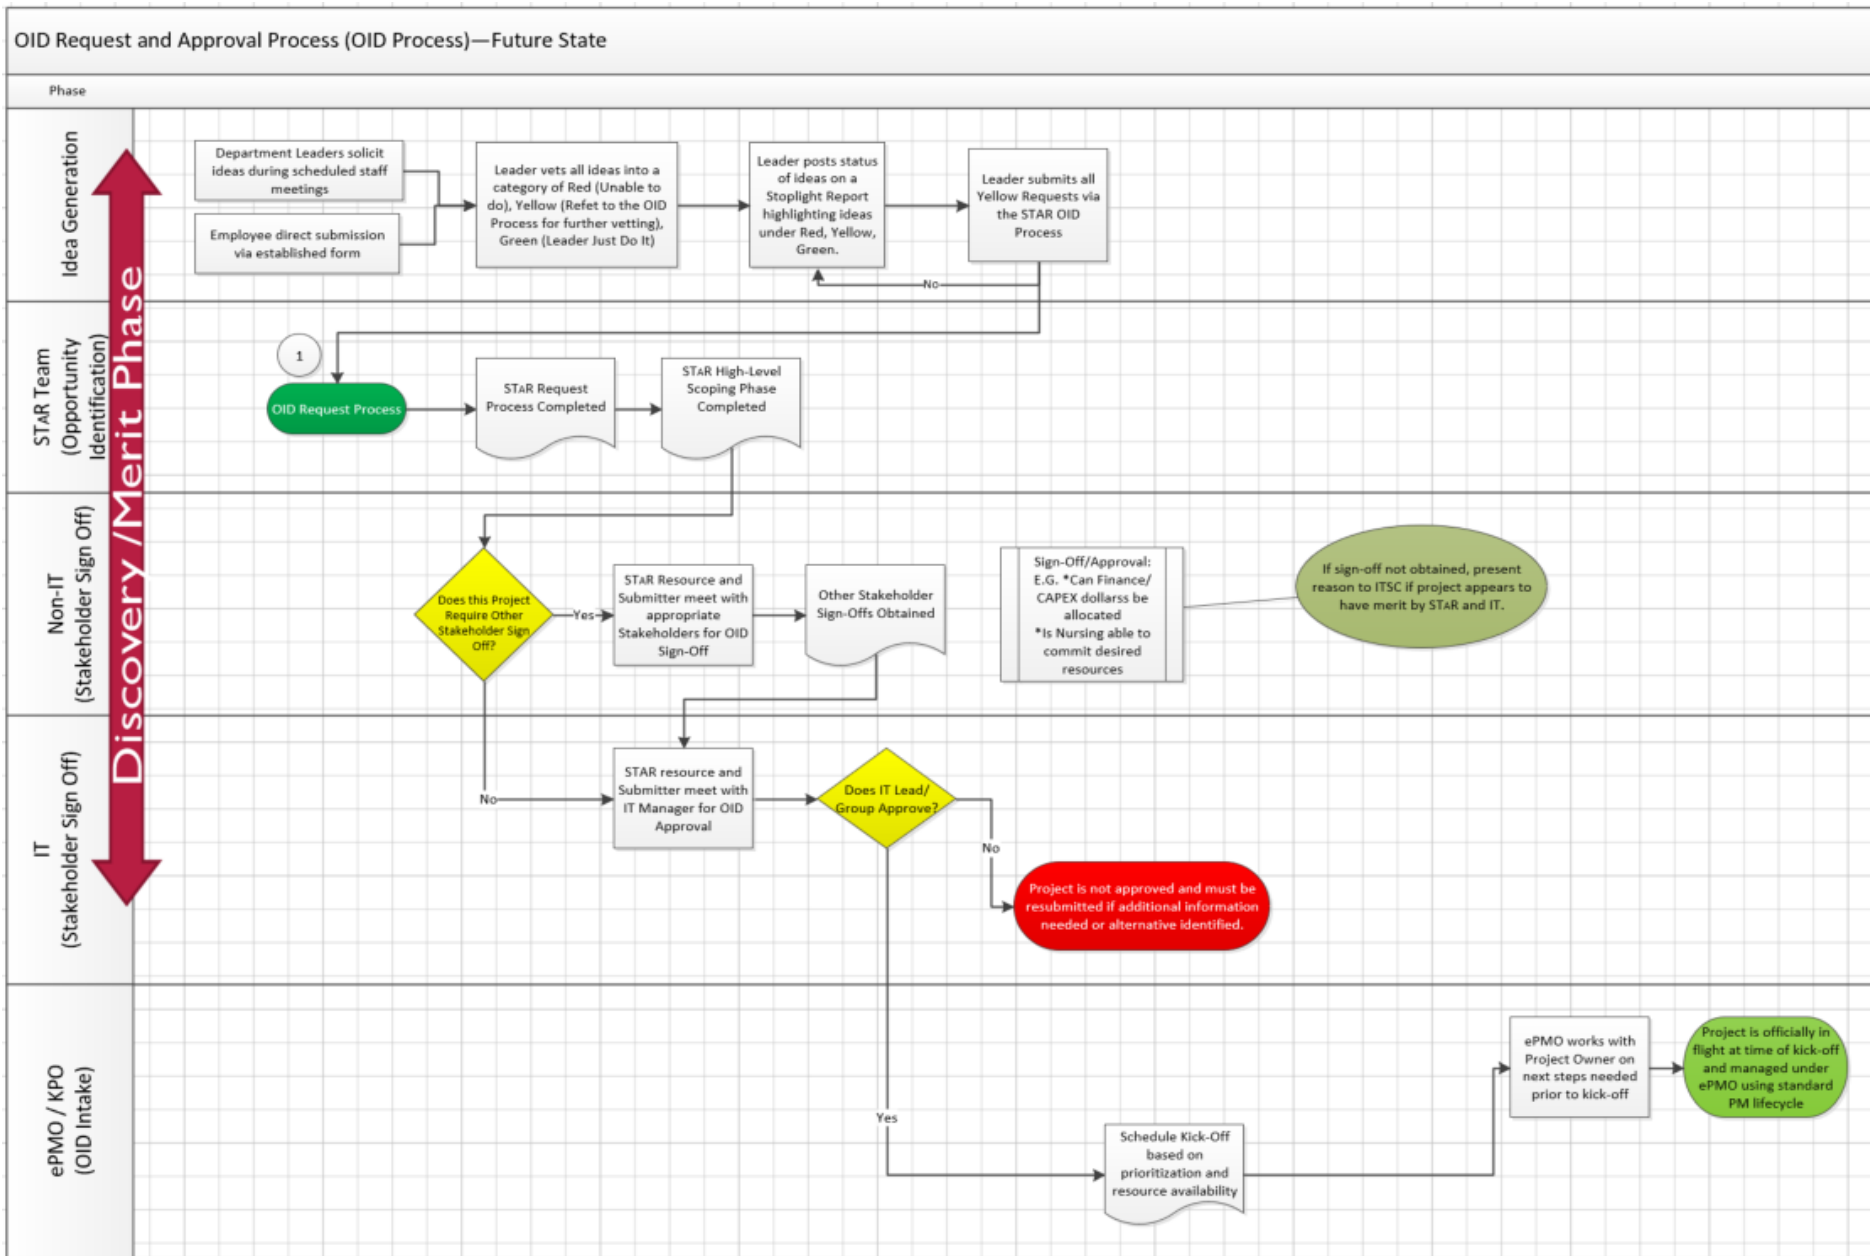 OID Request and Approval Process (OID Process)—Future State
Phase
Idea Generation
Department Leaders solicit
ideas during scheduled staff
meetings
Employee direct submission
via established form
Leader vets all ideas into a
category of Red (Unable to
do), Yellow (Refet to the OID
Process for further vetting),
Green (Leader Just Do It)
Leader posts status
of ideas on a
Stoplight Report
highlighting ideas
under Red, Yellow,
Green.
Leader submits all
Yellow Requests via
the STAR OID
Process
No
Discovery /Merit Phase
STAR Team
(Opportunity
Identification)
1
OID Request Process
STAR Request
Process Completed
STAR High-Level
Scoping Phase
Completed
Non-IT
(Stakeholder Sign Off)
Does this Project
Require Other
Stakeholder Sign
Off?
Yes
STAR Resource and
Submitter meet with
appropriate
Stakeholders for OID
Sign-Off
Other Stakeholder
Sign-Offs Obtained
Sign-Off/Approval:
E.G. *Can Finance/
CAPEX dollarss be
allocated
*Is Nursing able to
commit desired
resources
If sign-off not obtained, present
reason to ITSC if project appears to
have merit by STAR and IT.
IT
(Stakeholder Sign Off)
No
STAR resource and
Submitter meet with
IT Manager for OID
Approval
Does IT Lead/
Group Approve?
No
Project is not approved and must be
resubmitted if additional information
needed or alternative identified.
ePMO / KPO
(OID Intake)
Yes
Schedule Kick-Off
based on
prioritization and
resource availability
ePMO works with
Project Owner on
next steps needed
prior to kick-off
Project is officially in
flight at time of kick-off
and managed under
ePMO using standard
PM lifecycle